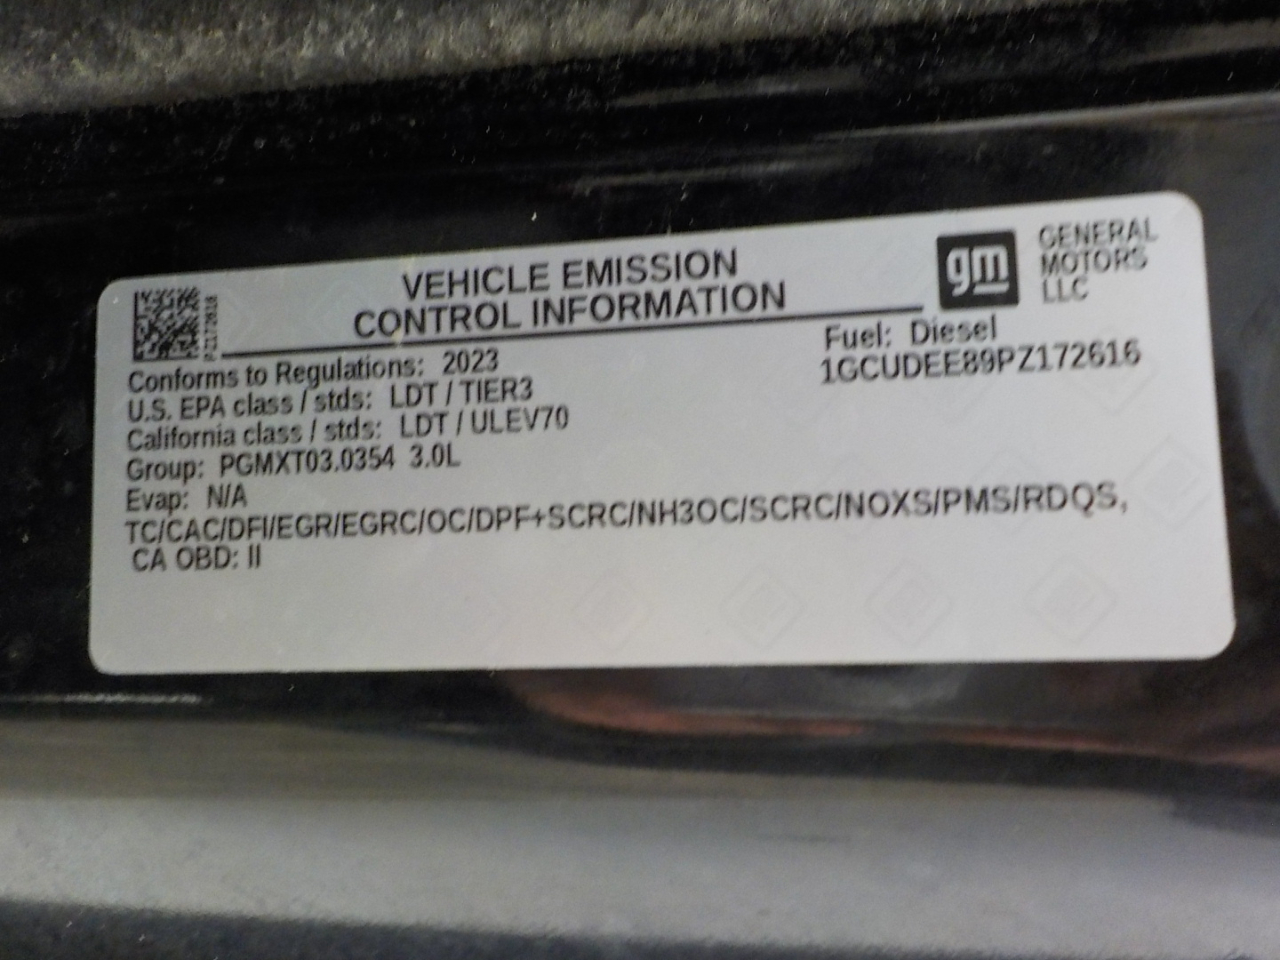 VEHICLE EMISSION
CONTROL INFORMATION
gm
GENERAL
MOTORS
LLC
PZ172616
Conforms to Regulations: 2023
U.S. EPA class / stds: LDT / TIER3
California class / stds: LDT / ULEV70
Group: PGMXT03.0354 3.0L
Evap: N/A
TC/CAC/DFI/EGR/EGRC/OC/DPF+SCRC/NH3OC/SCRC/NOXS/PMS/RDQS,
CA OBD: II
Fuel: Diesel
1GCUDEE89PZ172616